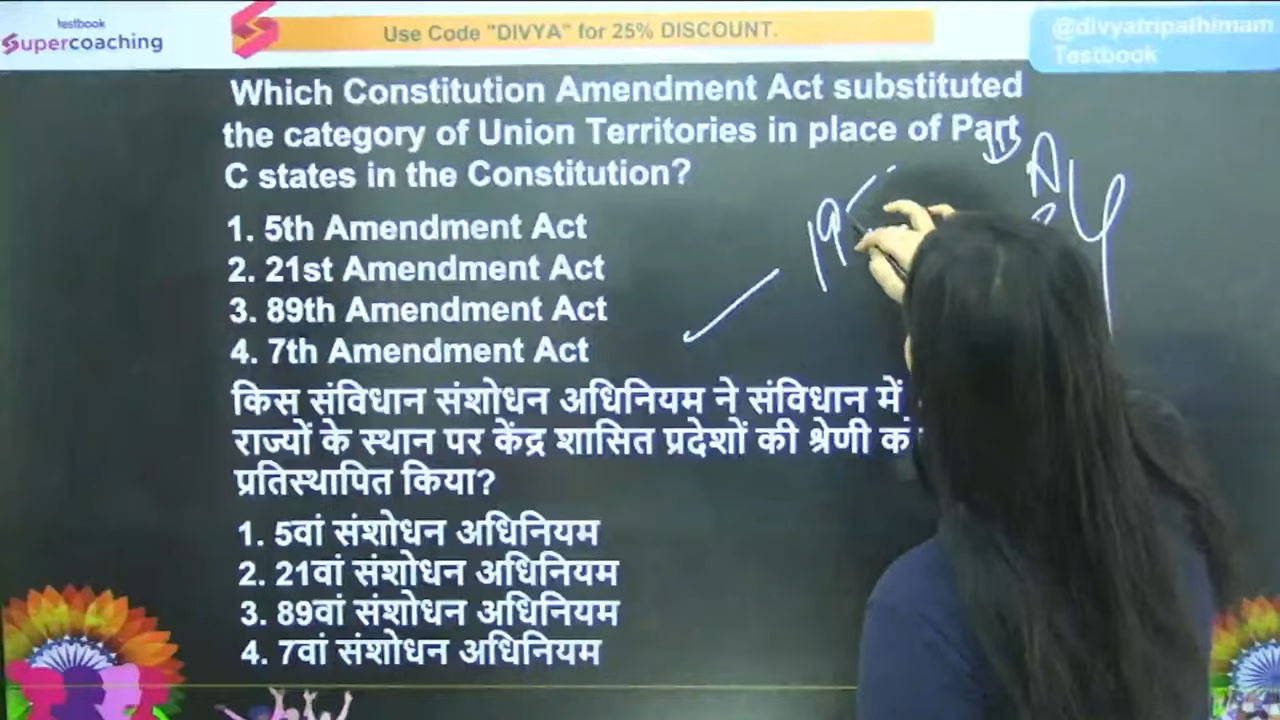 testbook
Supercoaching
Use Code "DIVYA" for 25% DISCOUNT.
@divyatripathimam
Testbook
Which Constitution Amendment Act substituted
the category of Union Territories in place of Part
C states in the Constitution?
1. 5th Amendment Act
2. 21st Amendment Act
3. 89th Amendment Act
4. 7th Amendment Act
19
A
किस संविधान संशोधन अधिनियम ने संविधान में
राज्यों के स्थान पर केंद्र शासित प्रदेशों की श्रेणी
प्रतिस्थापित किया?
1. 5वां संशोधन अधिनियम
2. 21वां संशोधन अधिनियम
3. 89वां संशोधन अधिनियम
4. 7वां संशोधन अधिनियम